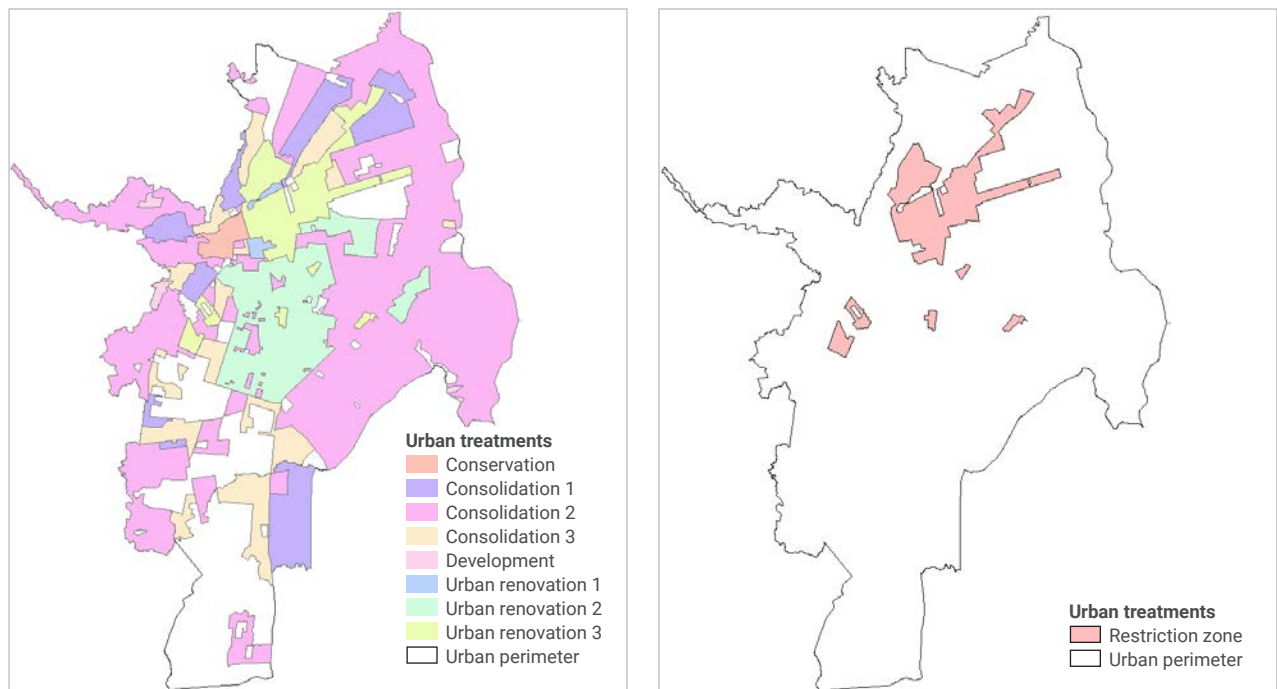 Urban treatments
Conservation
Consolidation 1
Consolidation 2
Consolidation 3
Development
Urban renovation 1
Urban renovation 2
Urban renovation 3
Urban perimeter
Urban treatments
Restriction zone
Urban perimeter